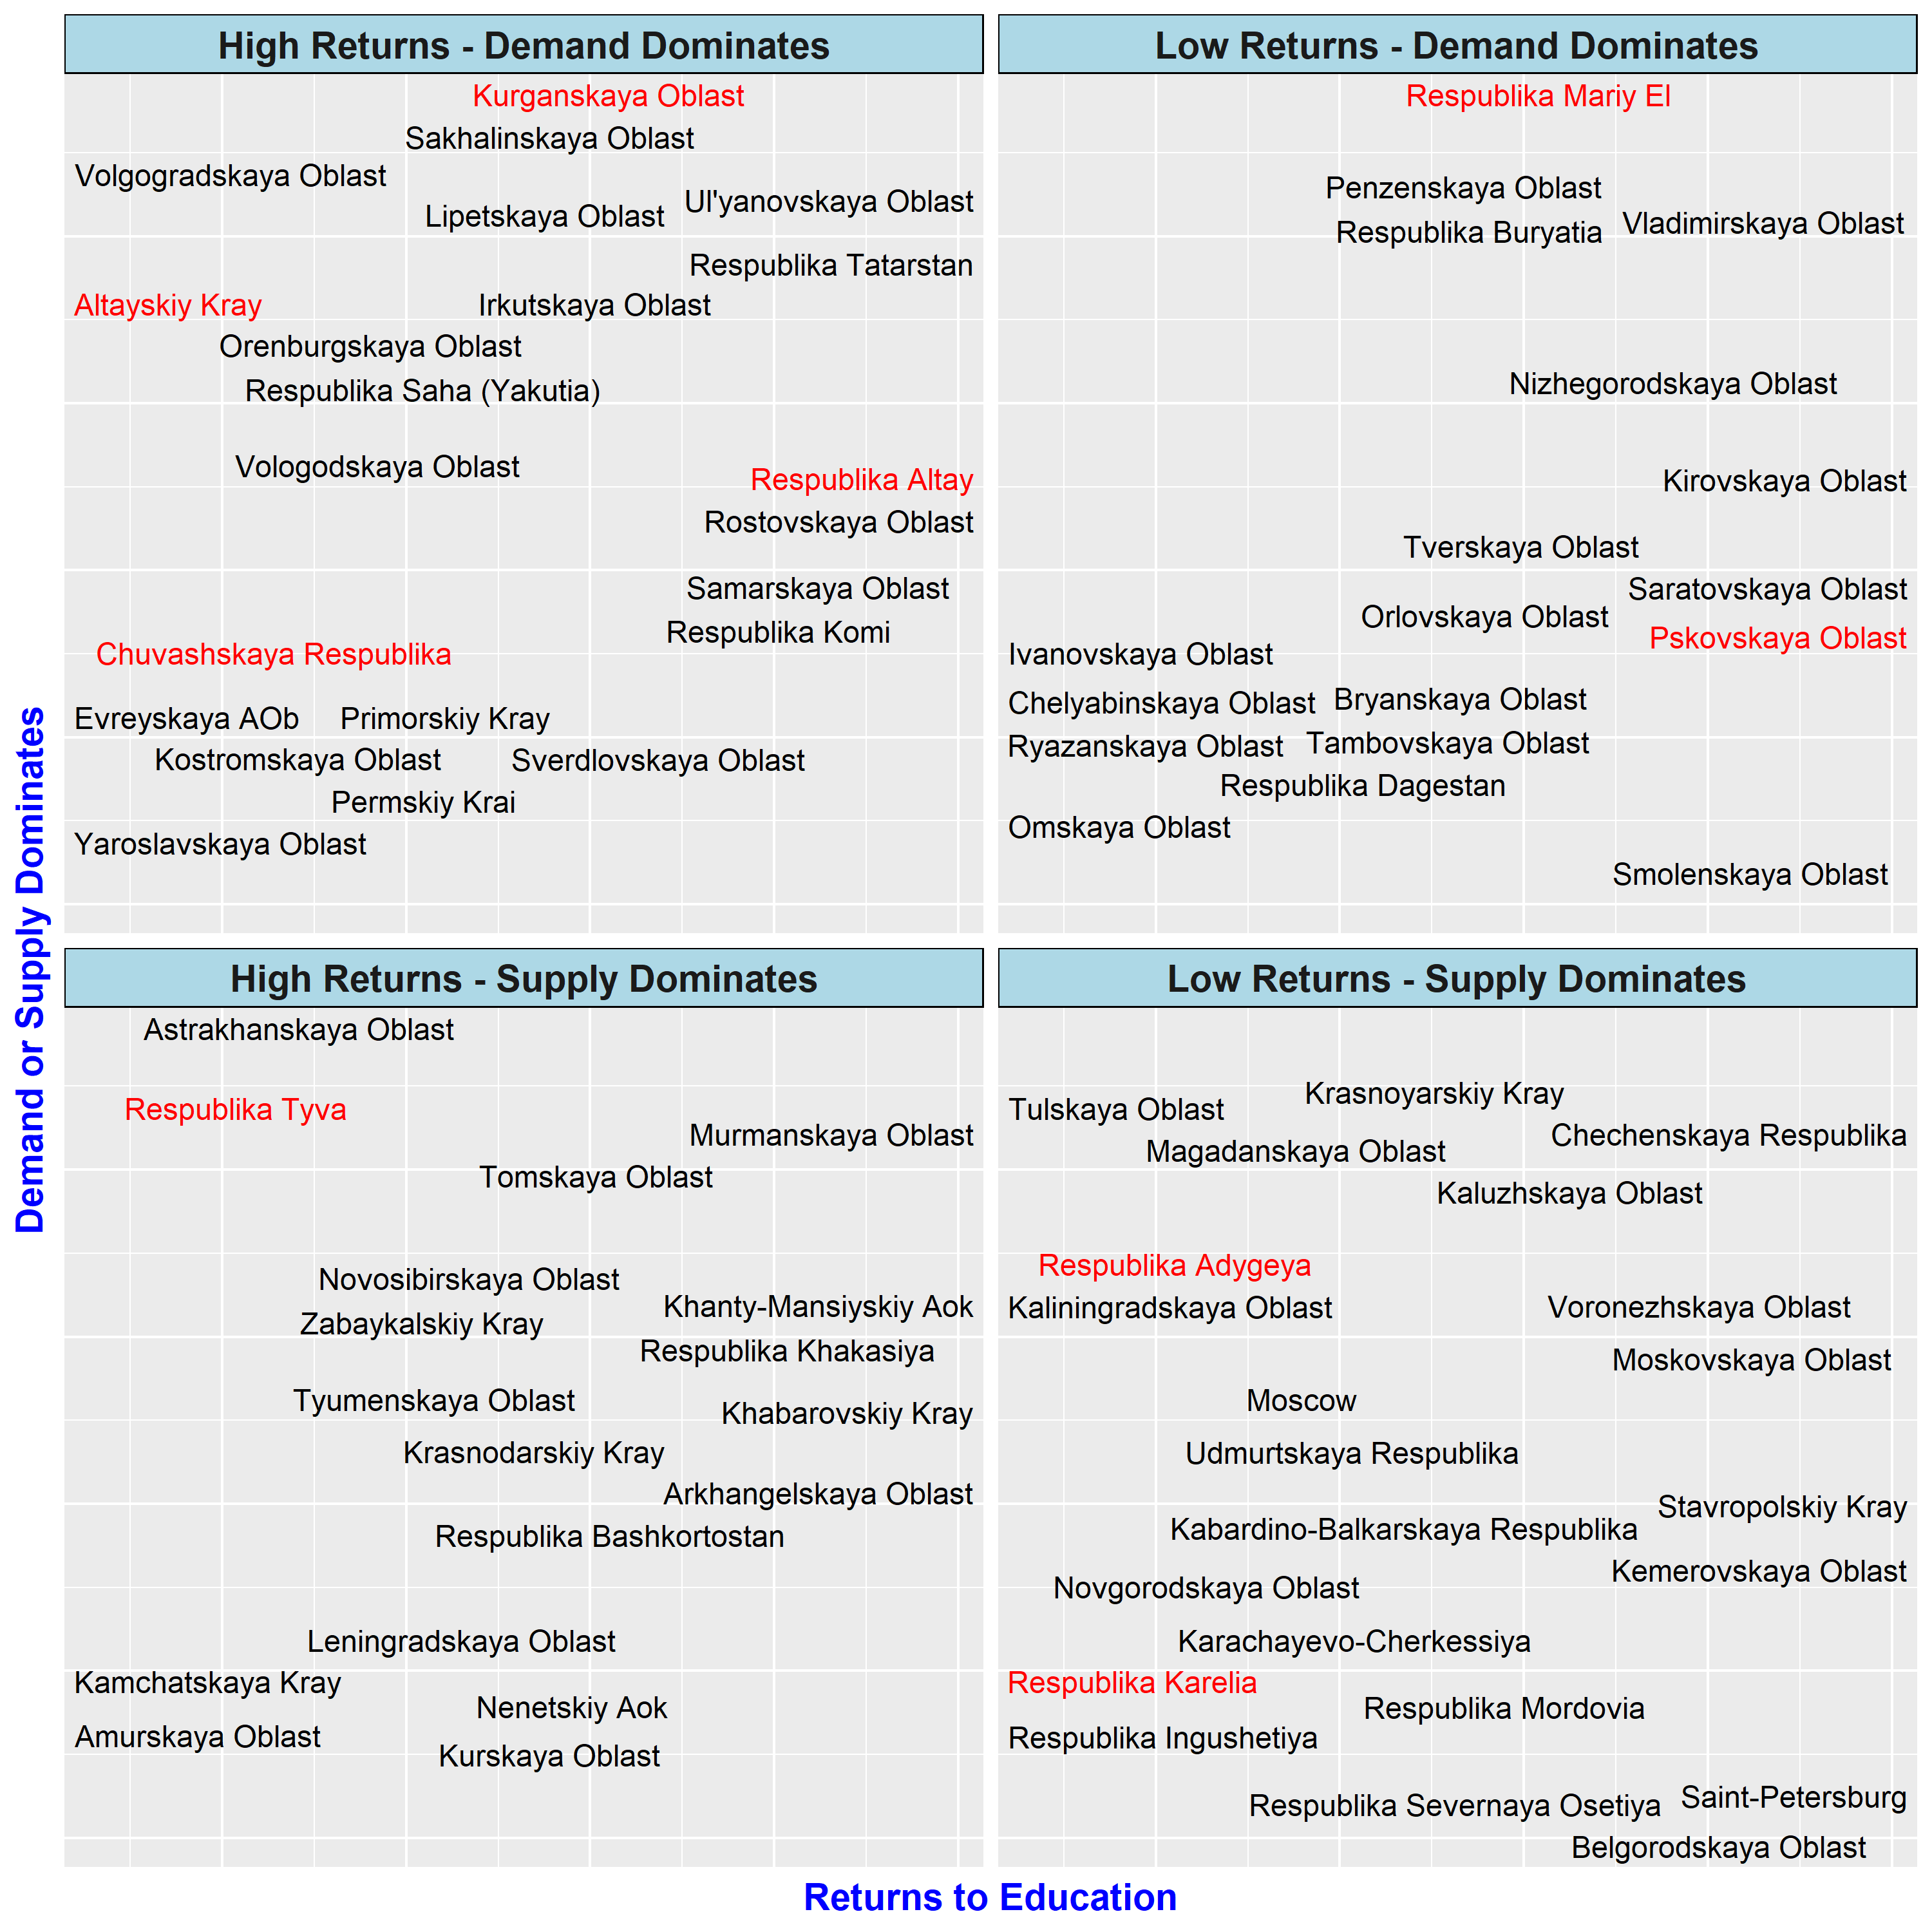 High Returns - Demand Dominates
Kurganskaya Oblast
Sakhalinskaya Oblast
Volgogradskaya Oblast
Ul'yanovskaya Oblast
Lipetskaya Oblast
Respublika Tatarstan
Altayskiy Kray
Irkutskaya Oblast
Orenburgskaya Oblast
Respublika Saha (Yakutia)
Vologodskaya Oblast
Respublika Altay
Rostovskaya Oblast
Samarskaya Oblast
Respublika Komi
Chuvashskaya Respublika
Evreyskaya AOb
Primorskiy Kray
Kostromskaya Oblast
Sverdlovskaya Oblast
Permskiy Krai
Yaroslavskaya Oblast
Low Returns - Demand Dominates
Respublika Mariy El
Penzenskaya Oblast
Vladimirskaya Oblast
Respublika Buryatia
Nizhegorodskaya Oblast
Kirovskaya Oblast
Tverskaya Oblast
Saratovskaya Oblast
Orlovskaya Oblast
Pskovskaya Oblast
Ivanovskaya Oblast
Chelyabinskaya Oblast
Bryanskaya Oblast
Ryazanskaya Oblast
Tambovskaya Oblast
Respublika Dagestan
Omskaya Oblast
Smolenskaya Oblast
High Returns - Supply Dominates
Astrakhanskaya Oblast
Respublika Tyva
Murmanskaya Oblast
Tomskaya Oblast
Novosibirskaya Oblast
Khanty-Mansiyskiy Aok
Zabaykalskiy Kray
Respublika Khakasiya
Tyumenskaya Oblast
Khabarovskiy Kray
Krasnodarskiy Kray
Arkhangelskaya Oblast
Respublika Bashkortostan
Leningradskaya Oblast
Kamchatskaya Kray
Nenetskiy Aok
Amurskaya Oblast
Kurskaya Oblast
Low Returns - Supply Dominates
Krasnoyarskiy Kray
Tulskaya Oblast
Chechenskaya Respublika
Magadanskaya Oblast
Kaluzhskaya Oblast
Respublika Adygeya
Kaliningradskaya Oblast
Voronezhskaya Oblast
Moskovskaya Oblast
Moscow
Udmurtskaya Respublika
Stavropolskiy Kray
Kabardino-Balkarskaya Respublika
Kemerovskaya Oblast
Novgorodskaya Oblast
Karachayevo-Cherkessiya
Respublika Karelia
Respublika Mordovia
Respublika Ingushetiya
Saint-Petersburg
Respublika Severnaya Osetiya
Belgorodskaya Oblast
Demand or Supply Dominates
Returns to Education